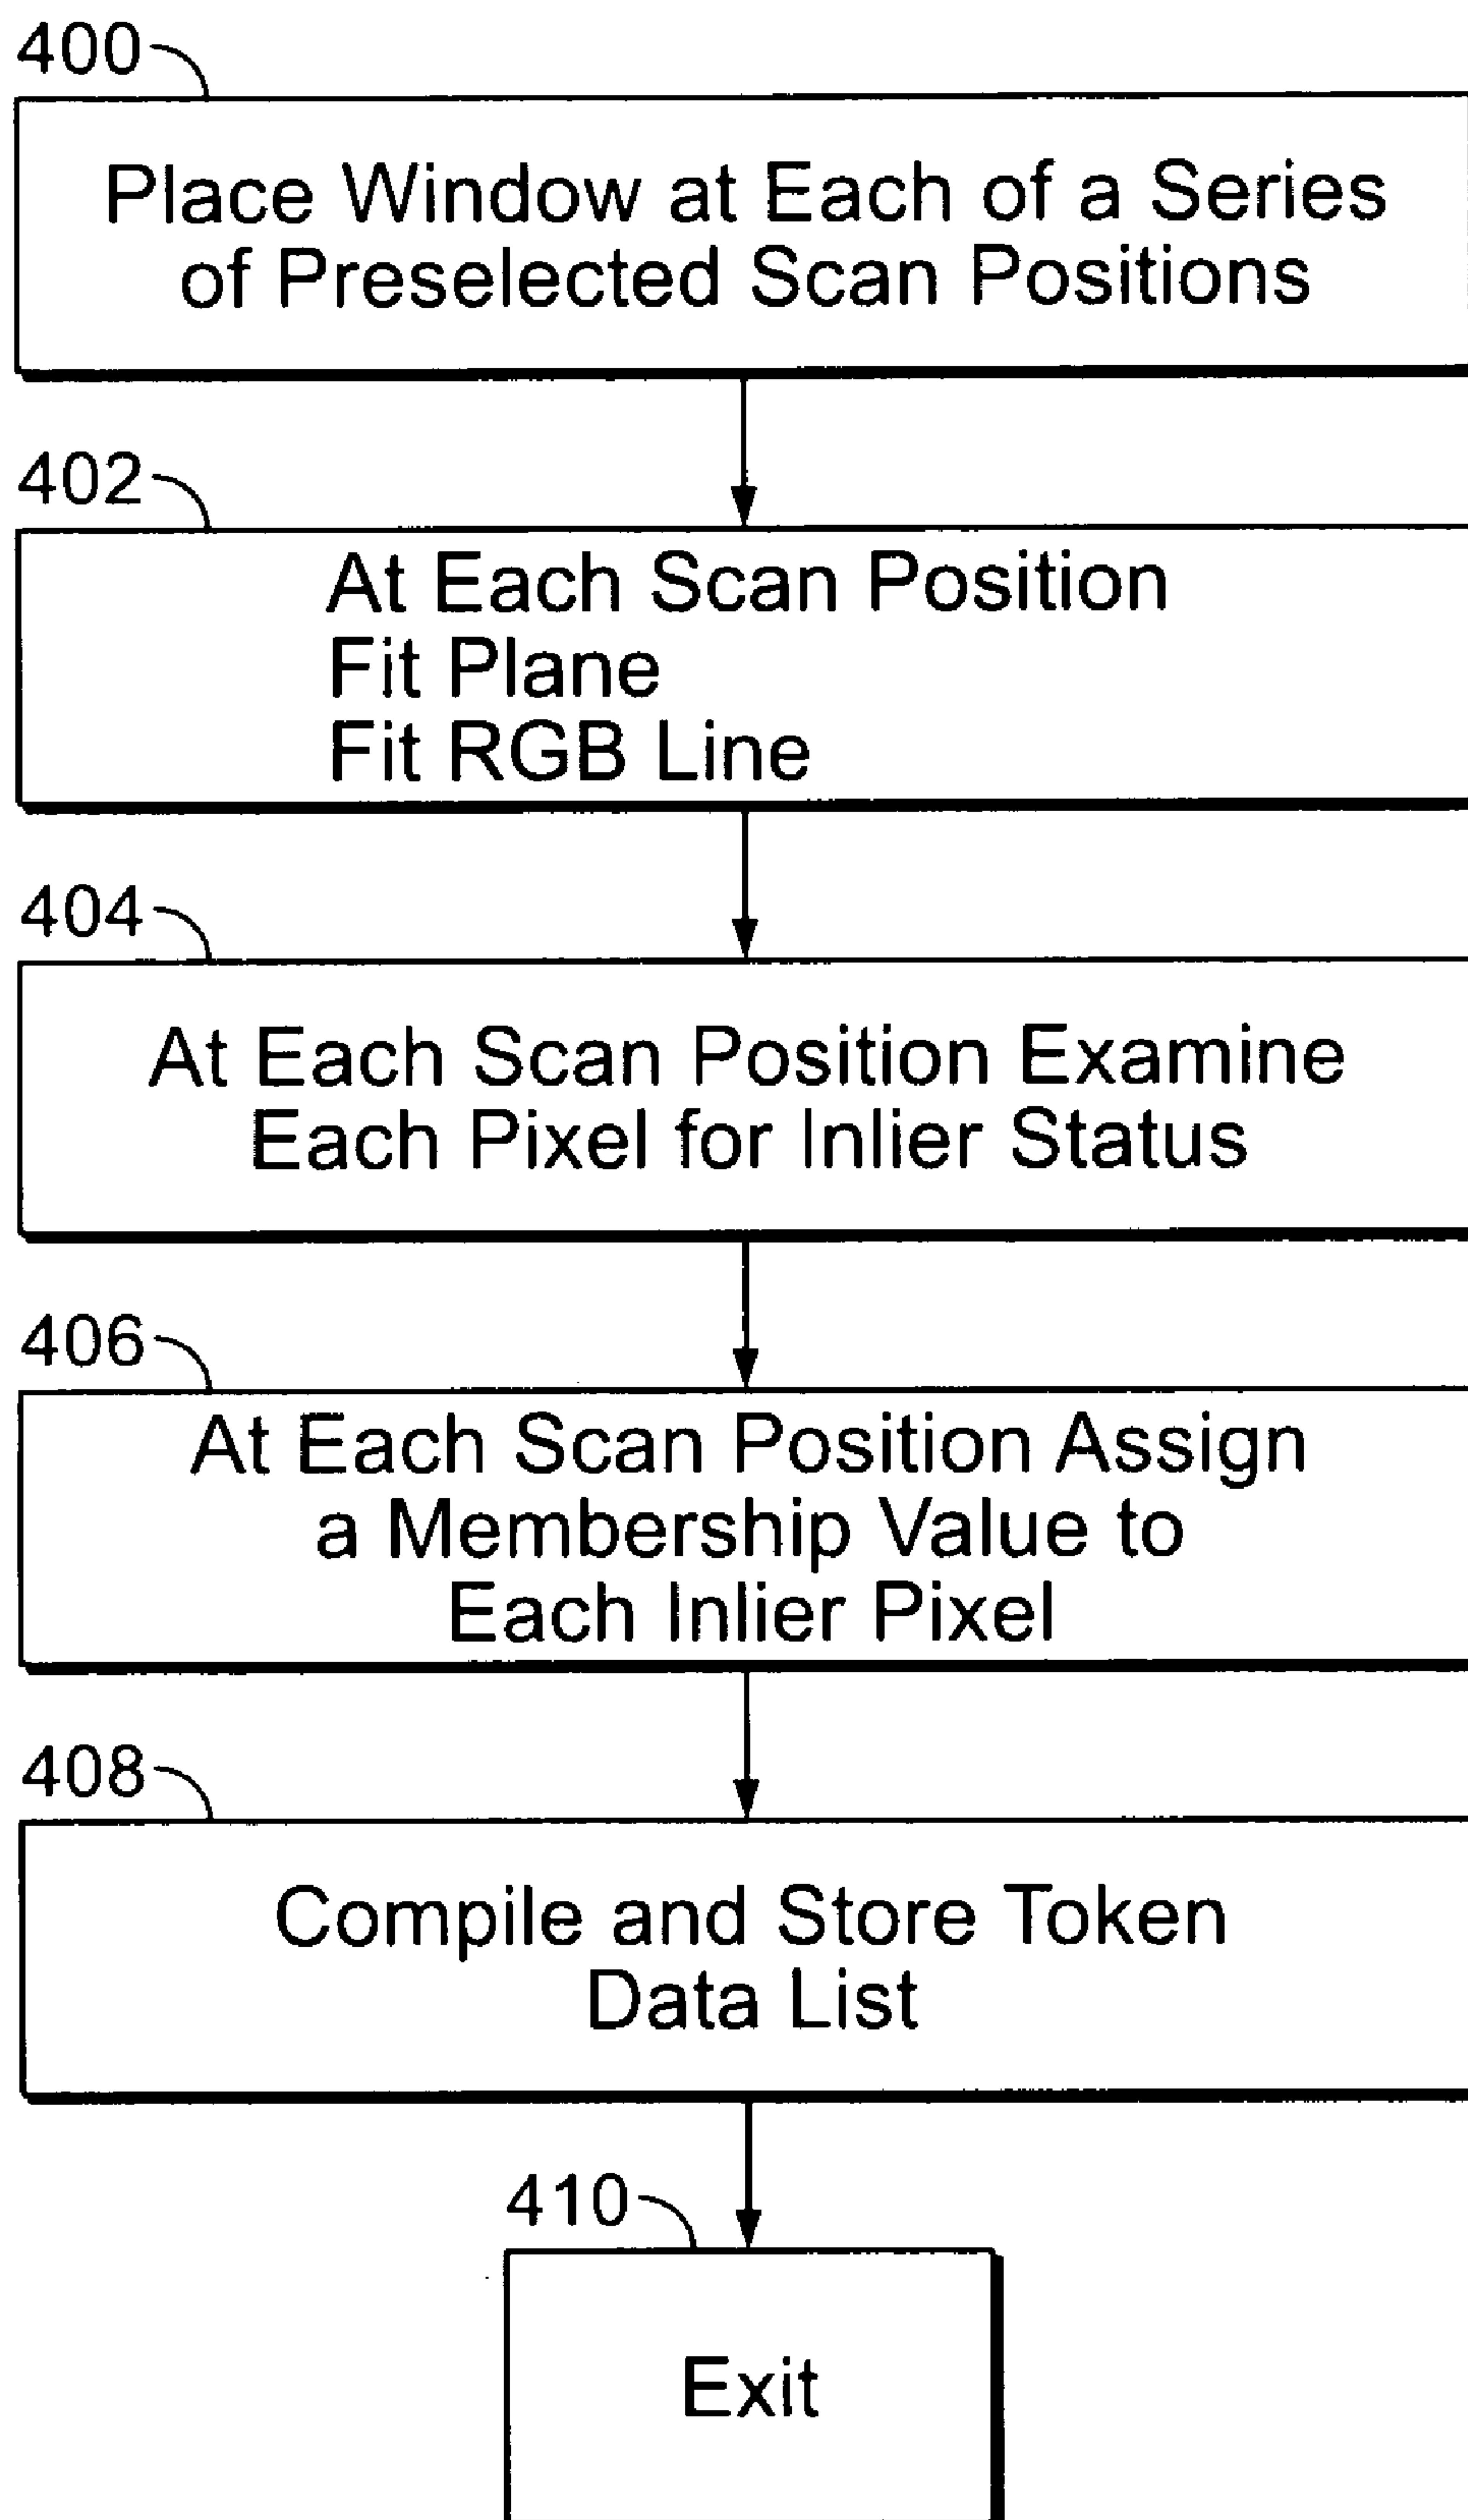 400
Place Window at Each of a Series
of Preselected Scan Positions
402
At Each Scan Position
Fit Plane
Fit RGB Line
404
At Each Scan Position Examine
Each Pixel for Inlier Status
406
At Each Scan Position Assign
a Membership Value to
Each Inlier Pixel
408
Compile and Store Token
Data List
410
Exit